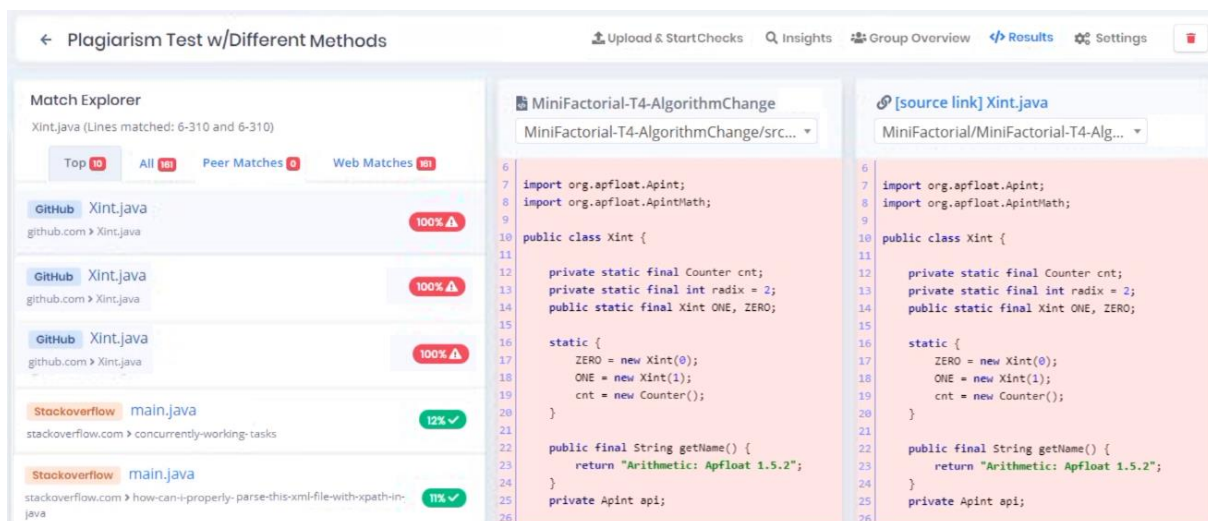 ← Plagiarism Test w/Different Methods
Upload & StartChecks Insights Group Overview </> Results Settings
Match Explorer
Xint.java (Lines matched: 6-310 and 6-310)
Top 10 All 161 Peer Matches 0 Web Matches 161
GitHub Xint.java
100%
github.com > Xint.java
GitHub Xint.java
100%
github.com > Xint.java
GitHub Xint.java
100%
github.com > Xint.java
Stackoverflow main.java
12% ✓
stackoverflow.com > concurrently-working- tasks
Stackoverflow main.java
11% ✓
stackoverflow.com > how-can-i-properly- parse-this-xml-file-with-xpath-in-
java
MiniFactorial-T4-AlgorithmChange
MiniFactorial-T4-AlgorithmChange/src...
6
7 import org.apfloat.Apint;
8 import org.apfloat.ApintMath;
9
10 public class Xint {
11
12 private static final Counter cnt;
13 private static final int radix = 2;
14 public static final Xint ONE, ZERO;
15
16 static {
17 ZERO = new Xint(0);
18 ONE = new Xint(1);
19 cnt = new Counter();
20 }
21
22 public final String getName() {
23 return "Arithmetic: Apfloat 1.5.2";
24 }
25 private Apint api;
26
[source link] Xint.java
MiniFactorial/MiniFactorial-T4-Alg...
6
7 import org.apfloat.Apint;
8 import org.apfloat.ApintMath;
9
10 public class Xint {
11
12 private static final Counter cnt;
13 private static final int radix = 2;
14 public static final Xint ONE, ZERO;
15
16 static {
17 ZERO = new Xint(0);
18 ONE = new Xint(1);
19 cnt = new Counter();
20 }
21
22 public final String getName() {
23 return "Arithmetic: Apfloat 1.5.2";
24 }
25 private Apint api;
26